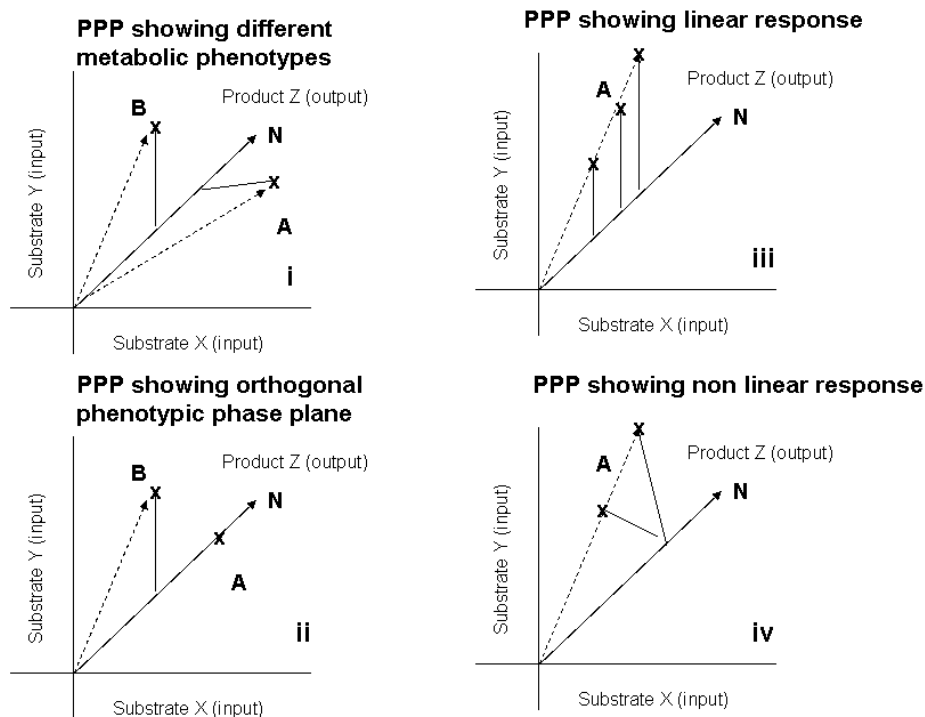 PPP showing different
metabolic phenotypes
Product Z (output)
B
N
X
X
A
i
Substrate Y (input)
Substrate X (input)
PPP showing linear response
X
Product Z (output)
A
X
N
X
iii
Substrate Y (input)
Substrate X (input)
PPP showing orthogonal
phenotypic phase plane
Product Z (output)
B
X
N
X
A
ii
Substrate Y (input)
Substrate X (input)
PPP showing non linear response
X
Product Z (output)
A
N
X
iv
Substrate Y (input)
Substrate X (input)